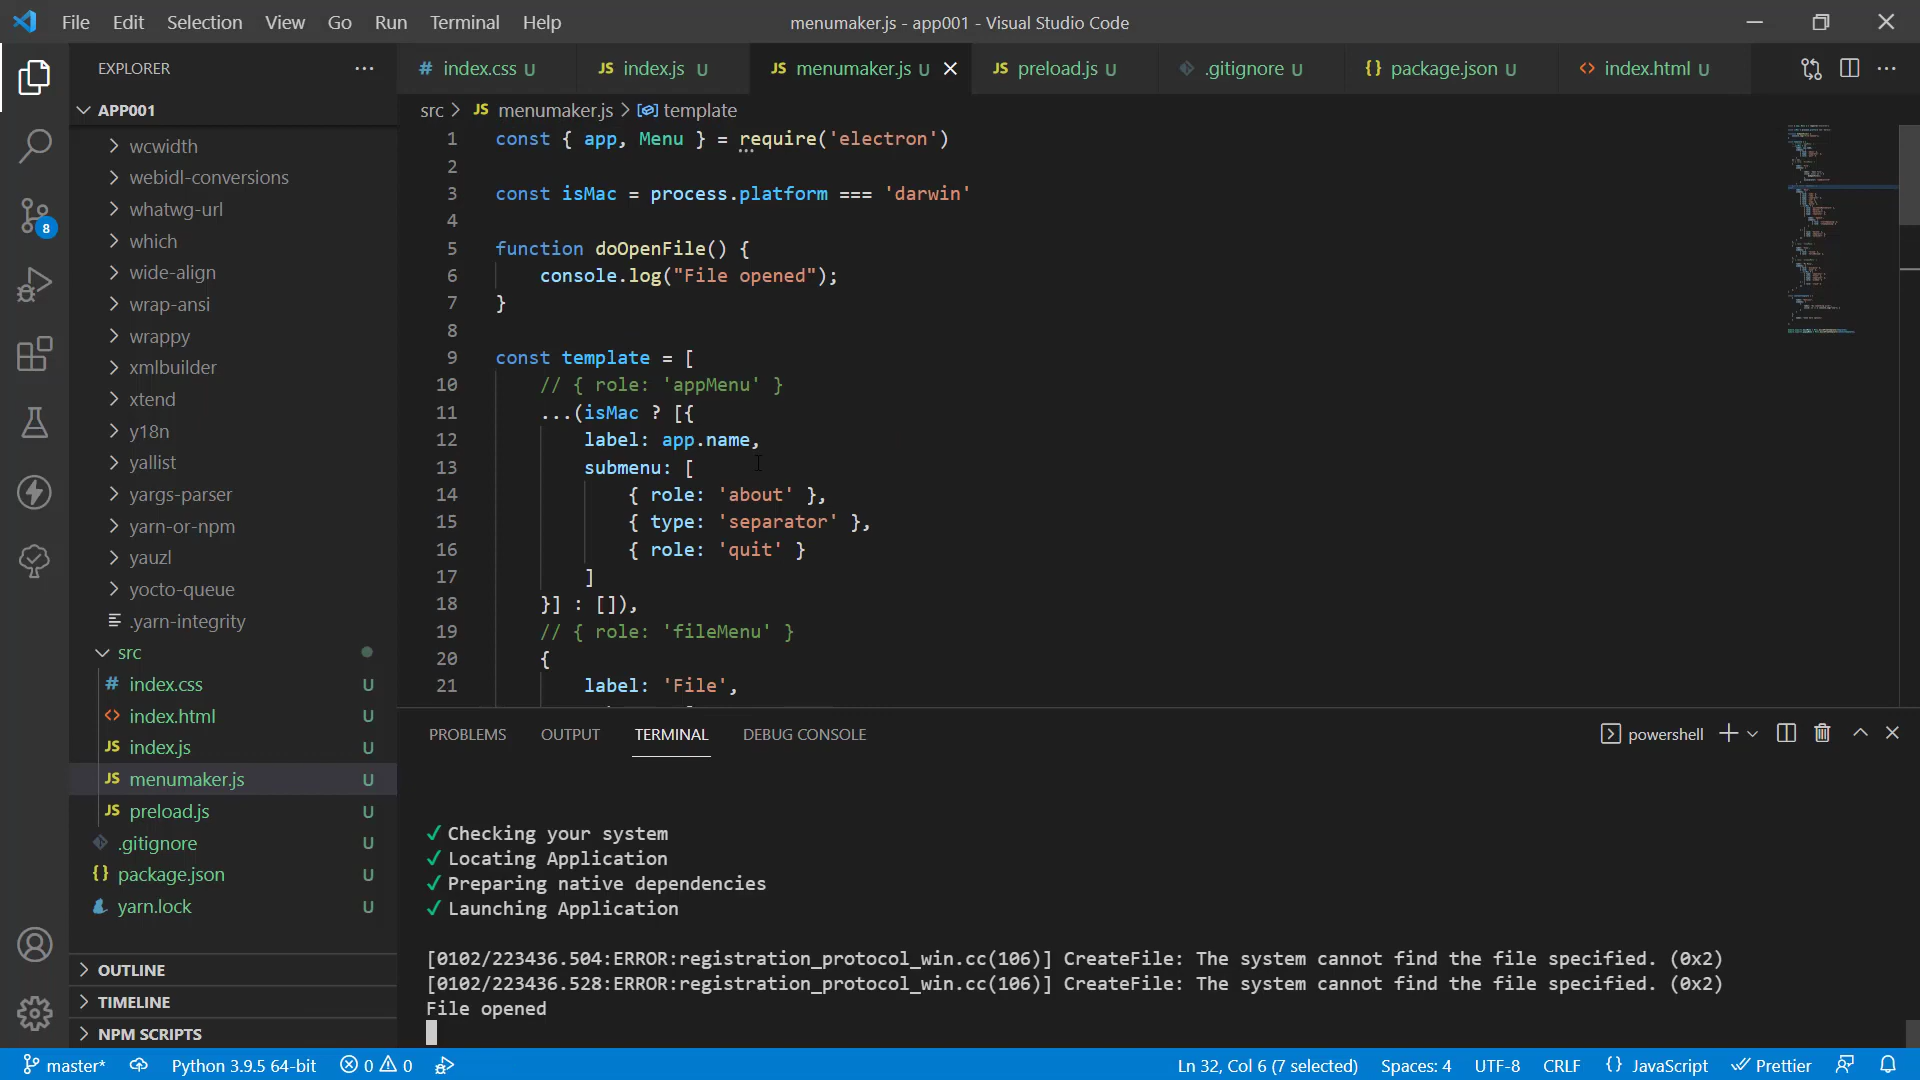 File Edit Selection View Go Run Terminal Help menumaker.js - app001 - Visual Studio Code
EXPLORER
APP001
wcwidth
webidl-conversions
whatwg-url
which
wide-align
wrap-ansi
wrappy
xmlbuilder
xtend
y18n
yallist
yargs-parser
yarn-or-npm
yauzl
yocto-queue
.yarn-integrity
src
# index.css U
<> index.html U
JS index.js U
JS menumaker.js U
JS preload.js U
.gitignore U
{} package.json U
yarn.lock U
OUTLINE
TIMELINE
NPM SCRIPTS
8
# index.css U JS index.js U JS menumaker.js U JS preload.js U .gitignore U {} package.json U <> index.html U
src > JS menumaker.js > template
1 const { app, Menu } = require('electron')
2
3 const isMac = process.platform === 'darwin'
4
5 function doOpenFile() {
6 console.log("File opened");
7 }
8
9 const template = [
10 // { role: 'appMenu' }
11 ...(isMac ? [{
12 label: app.name,
13 submenu: [
14 { role: 'about' },
15 { type: 'separator' },
16 { role: 'quit' }
17 ]
18 }] : []),
19 // { role: 'fileMenu' }
20 {
21 label: 'File',
PROBLEMS OUTPUT TERMINAL DEBUG CONSOLE powershell
✓ Checking your system
✓ Locating Application
✓ Preparing native dependencies
✓ Launching Application
[0102/223436.504:ERROR:registration_protocol_win.cc(106)] CreateFile: The system cannot find the file specified. (0x2)
[0102/223436.528:ERROR:registration_protocol_win.cc(106)] CreateFile: The system cannot find the file specified. (0x2)
File opened
master* Python 3.9.5 64-bit 0 0 Ln 32, Col 6 (7 selected) Spaces: 4 UTF-8 CRLF {} JavaScript Prettier